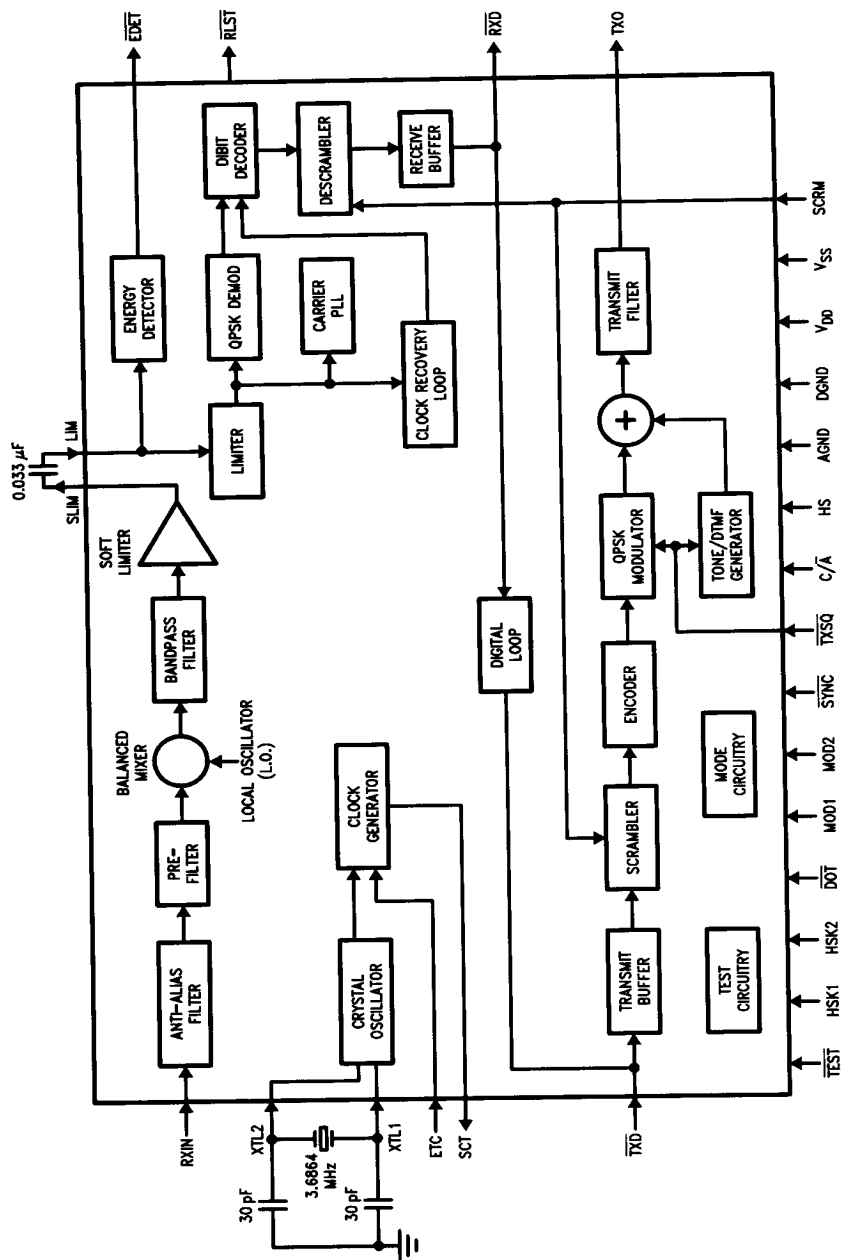 EDET
RLST
RXD
TXO
0.033 μF
SLIM
LIM
ENERGY
DETECTOR
DIBIT
DECODER
QPSK DEMOD
DESCRAMBLER
RECEIVE
BUFFER
CARRIER
PLL
LIMITER
CLOCK RECOVERY
LOOP
SOFT
LIMITER
BANDPASS
FILTER
BALANCED
MIXER
LOCAL OSCILLATOR
(L.O.)
PRE-
FILTER
ANTI-ALIAS
FILTER
RXIN
CLOCK
GENERATOR
CRYSTAL
OSCILLATOR
XTL2
XTL1
3.6864
MHz
30 pF
30 pF
ETC
SCT
DIGITAL
LOOP
TXD
TRANSMIT
BUFFER
SCRAMBLER
ENCODER
QPSK
MODULATOR
+
TRANSMIT
FILTER
TONE/DTMF
GENERATOR
TEST
CIRCUITRY
MODE
CIRCUITRY
TEST
HSK1
HSK2
DOT
MOD1
MOD2
SYNC
TXSQ
C/A
HS
AGND
DGND
VDD
VSS
SCRM